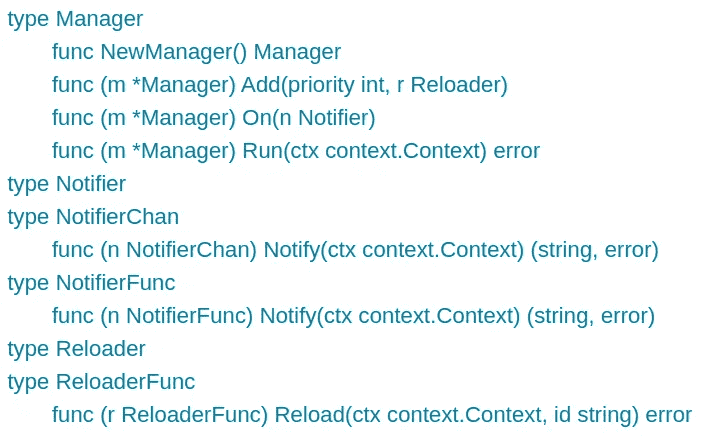 type Manager
func NewManager() Manager
func (m *Manager) Add(priority int, r Reloader)
func (m *Manager) On(n Notifier)
func (m *Manager) Run(ctx context.Context) error
type Notifier
type NotifierChan
func (n NotifierChan) Notify(ctx context.Context) (string, error)
type NotifierFunc
func (n NotifierFunc) Notify(ctx context.Context) (string, error)
type Reloader
type ReloaderFunc
func (r ReloaderFunc) Reload(ctx context.Context, id string) error